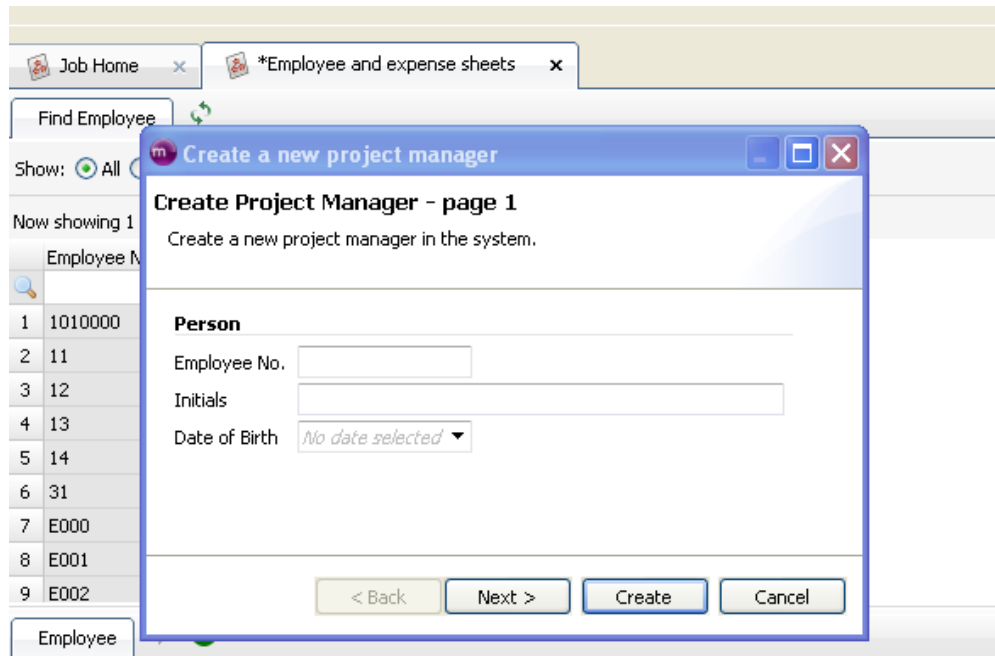 Job Home
*Employee and expense sheets
Find Employee
Create a new project manager
Show: All
Create Project Manager - page 1
Now showing 1
Create a new project manager in the system.
Employee N
1 1010000
Person
2 11
Employee No.
3 12
Initials
4 13
Date of Birth No date selected
5 14
6 31
7 E000
8 E001
9 E002
< Back Next > Create Cancel
Employee